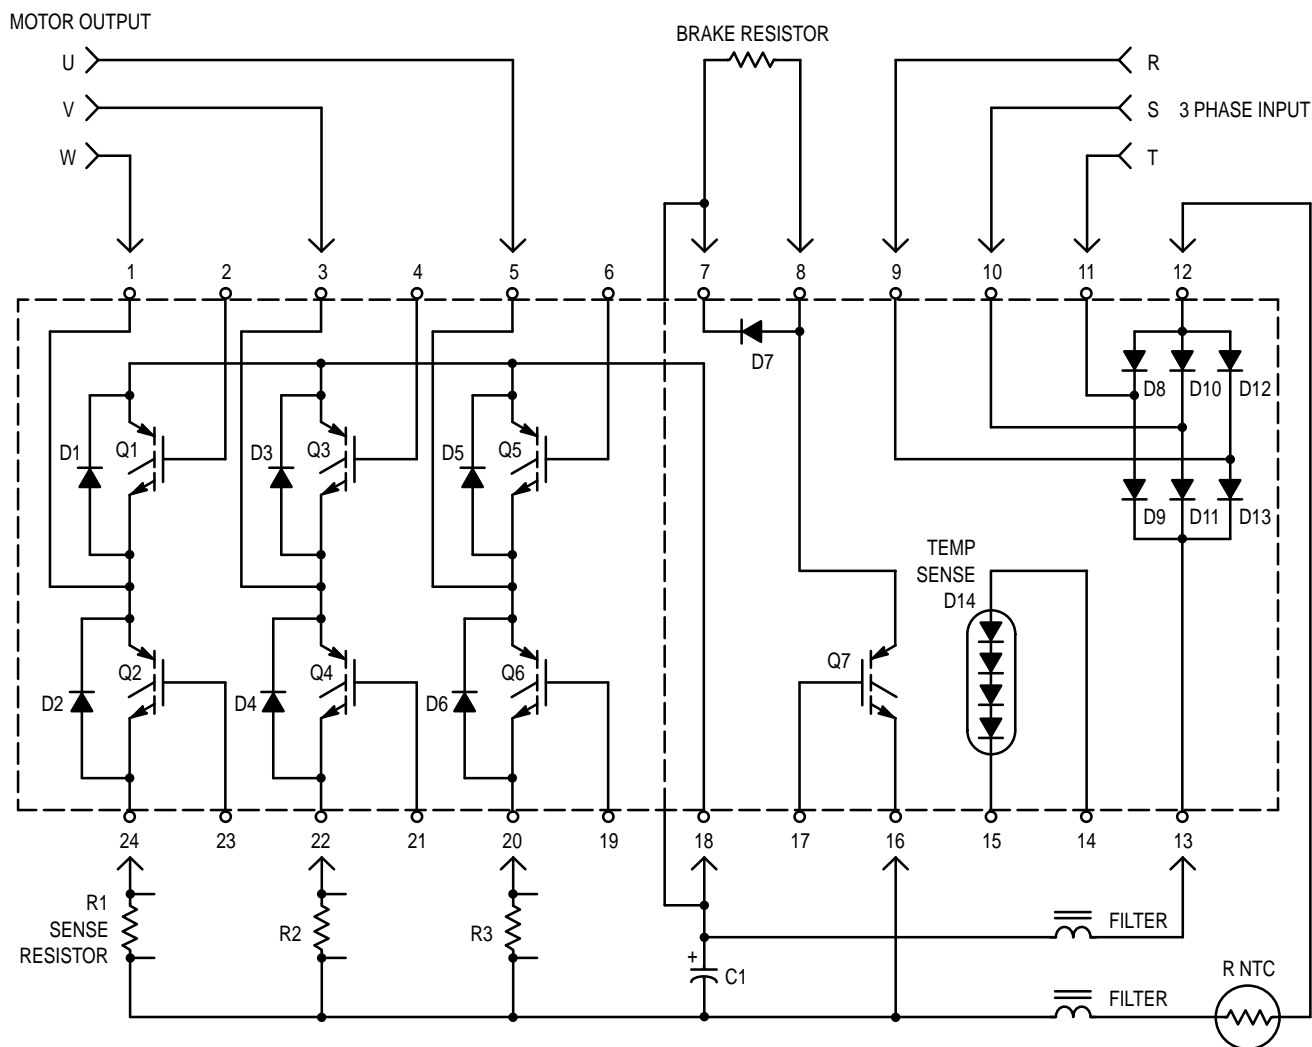 MOTOR OUTPUT
U
V
W
BRAKE RESISTOR
R
S 3 PHASE INPUT
T
1 2 3 4 5 6 7 8 9 10 11 12
D7
D8 D10 D12
D1 Q1 D3 Q3 D5 Q5
D9 D11 D13
TEMP
SENSE
D14
Q2 Q4 Q6 Q7
D2 D4 D6
24 23 22 21 20 19 18 17 16 15 14 13
R1
SENSE
RESISTOR
R2
R3
+
C1
FILTER
R NTC
FILTER